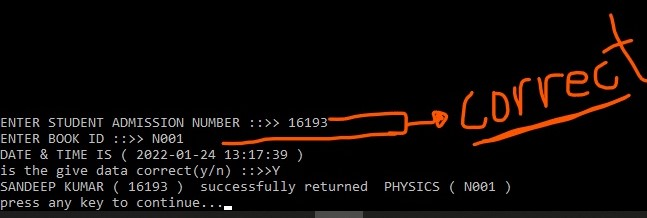 correct
ENTER STUDENT ADMISSION NUMBER ::>> 16193
ENTER BOOK ID ::>> N001
DATE & TIME IS ( 2022-01-24 13:17:39 )
is the give data correct(y/n) ::>>Y
SANDEEP KUMAR ( 16193 )  successfully returned  PHYSICS ( N001 )
press any key to continue...